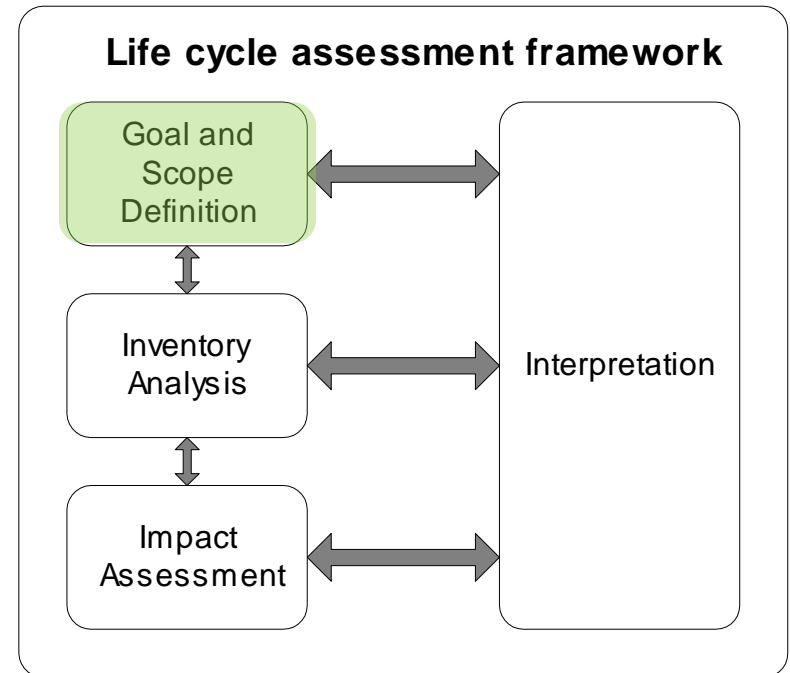 Life cycle assessment framework
Goal and
Scope
Definition
Inventory
Analysis
Impact
Assessment
Interpretation